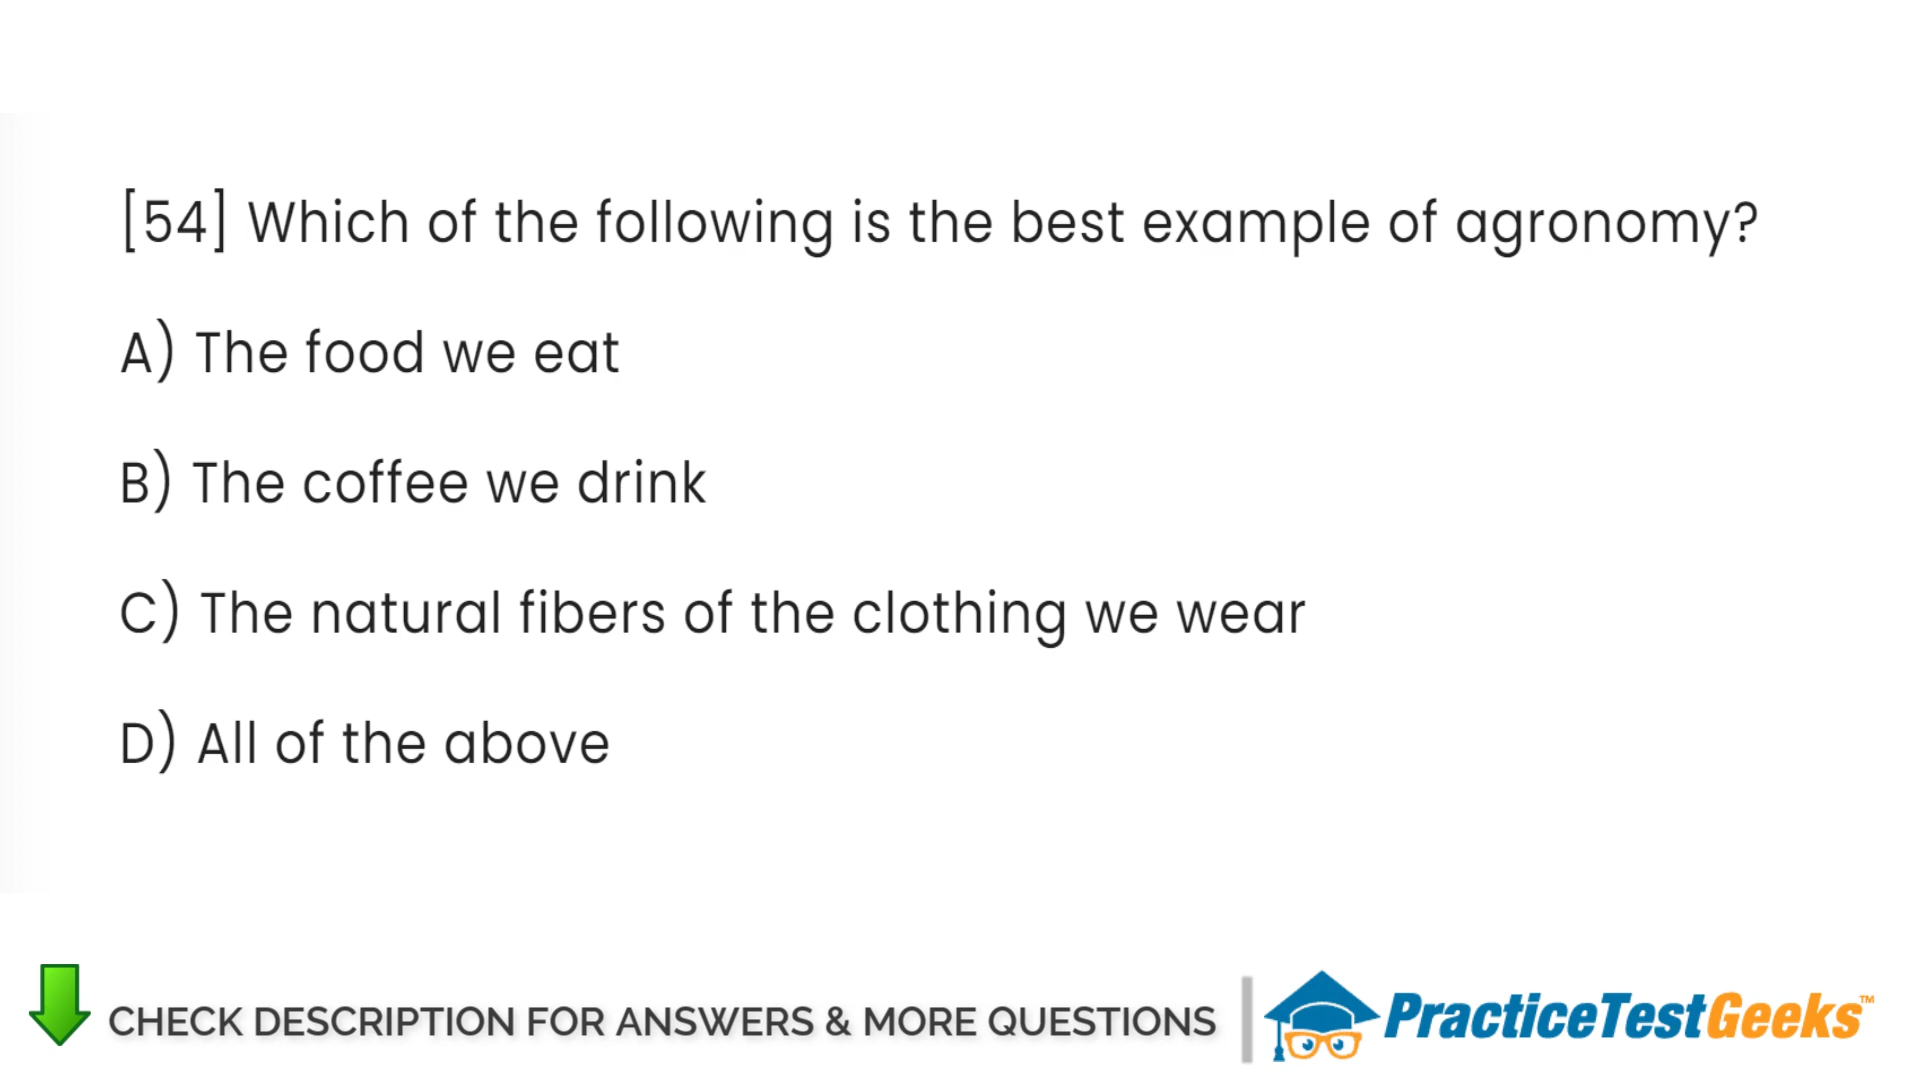 [54] Which of the following is the best example of agronomy?
A) The food we eat
B) The coffee we drink
C) The natural fibers of the clothing we wear
D) All of the above
CHECK DESCRIPTION FOR ANSWERS & MORE QUESTIONS
PracticeTestGeeks™